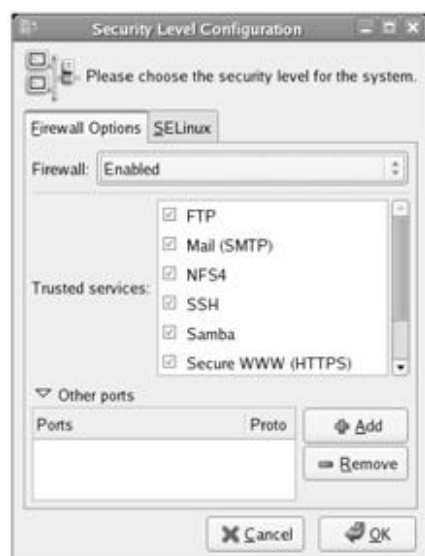 Security Level Configuration
Please choose the security level for the system.
Firewall Options
SELinux
Firewall: Enabled
Trusted services:
FTP
Mail (SMTP)
NFS4
SSH
Samba
Secure WWW (HTTPS)
Other ports
Ports Proto
Add
Remove
Cancel
OK